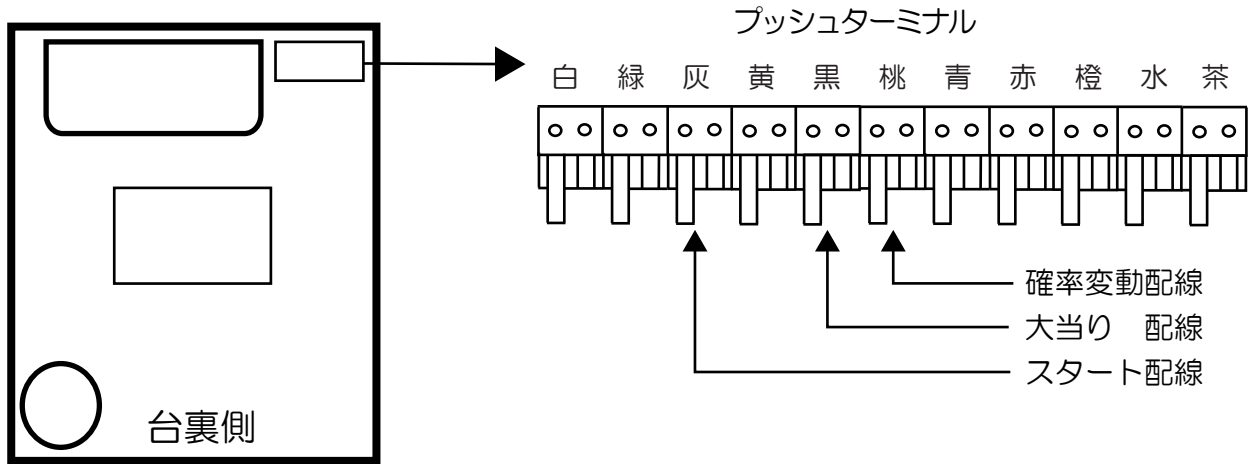 プッシュターミナル
白 緑 灰 黄 黒 桃 青 赤 橙 水 茶
確率変動配線
大当り　配線
スタート配線
台裏側